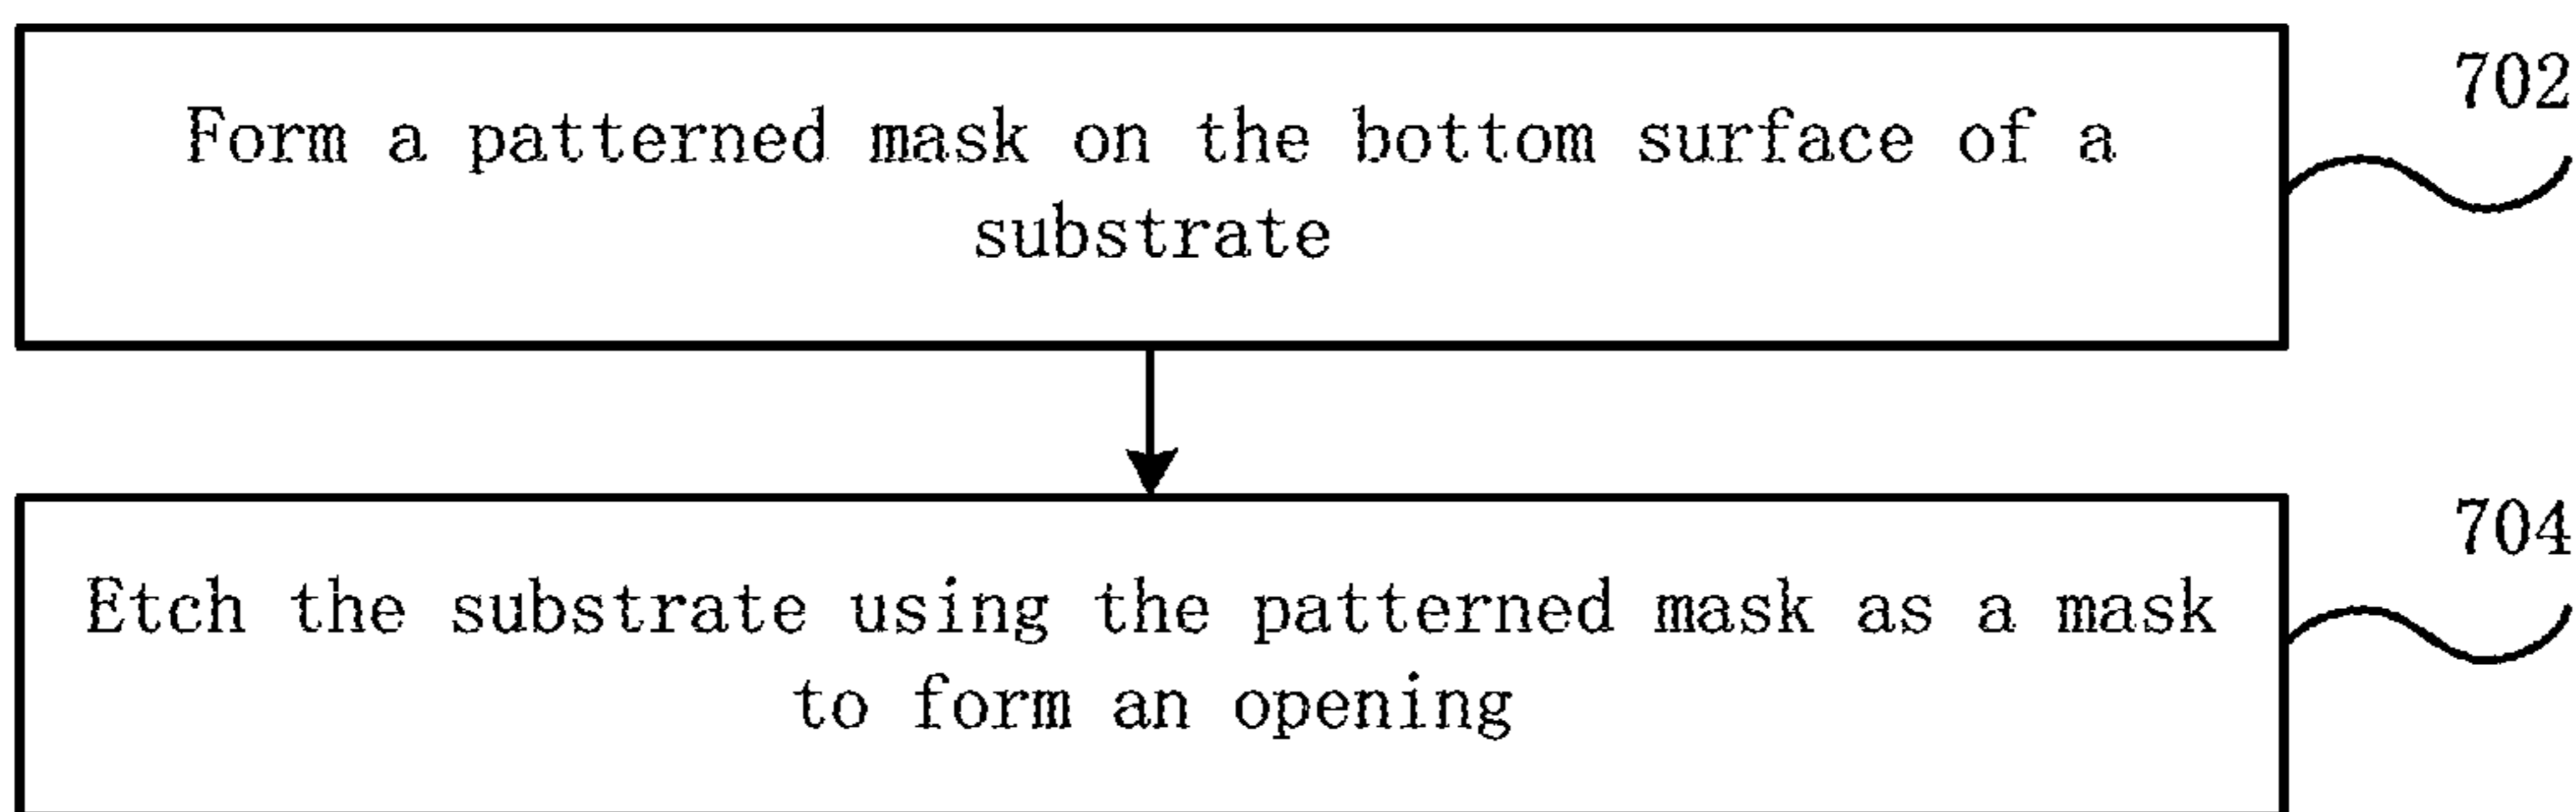 702
Form a patterned mask on the bottom surface of a
substrate
704
Etch the substrate using the patterned mask as a mask
to form an opening